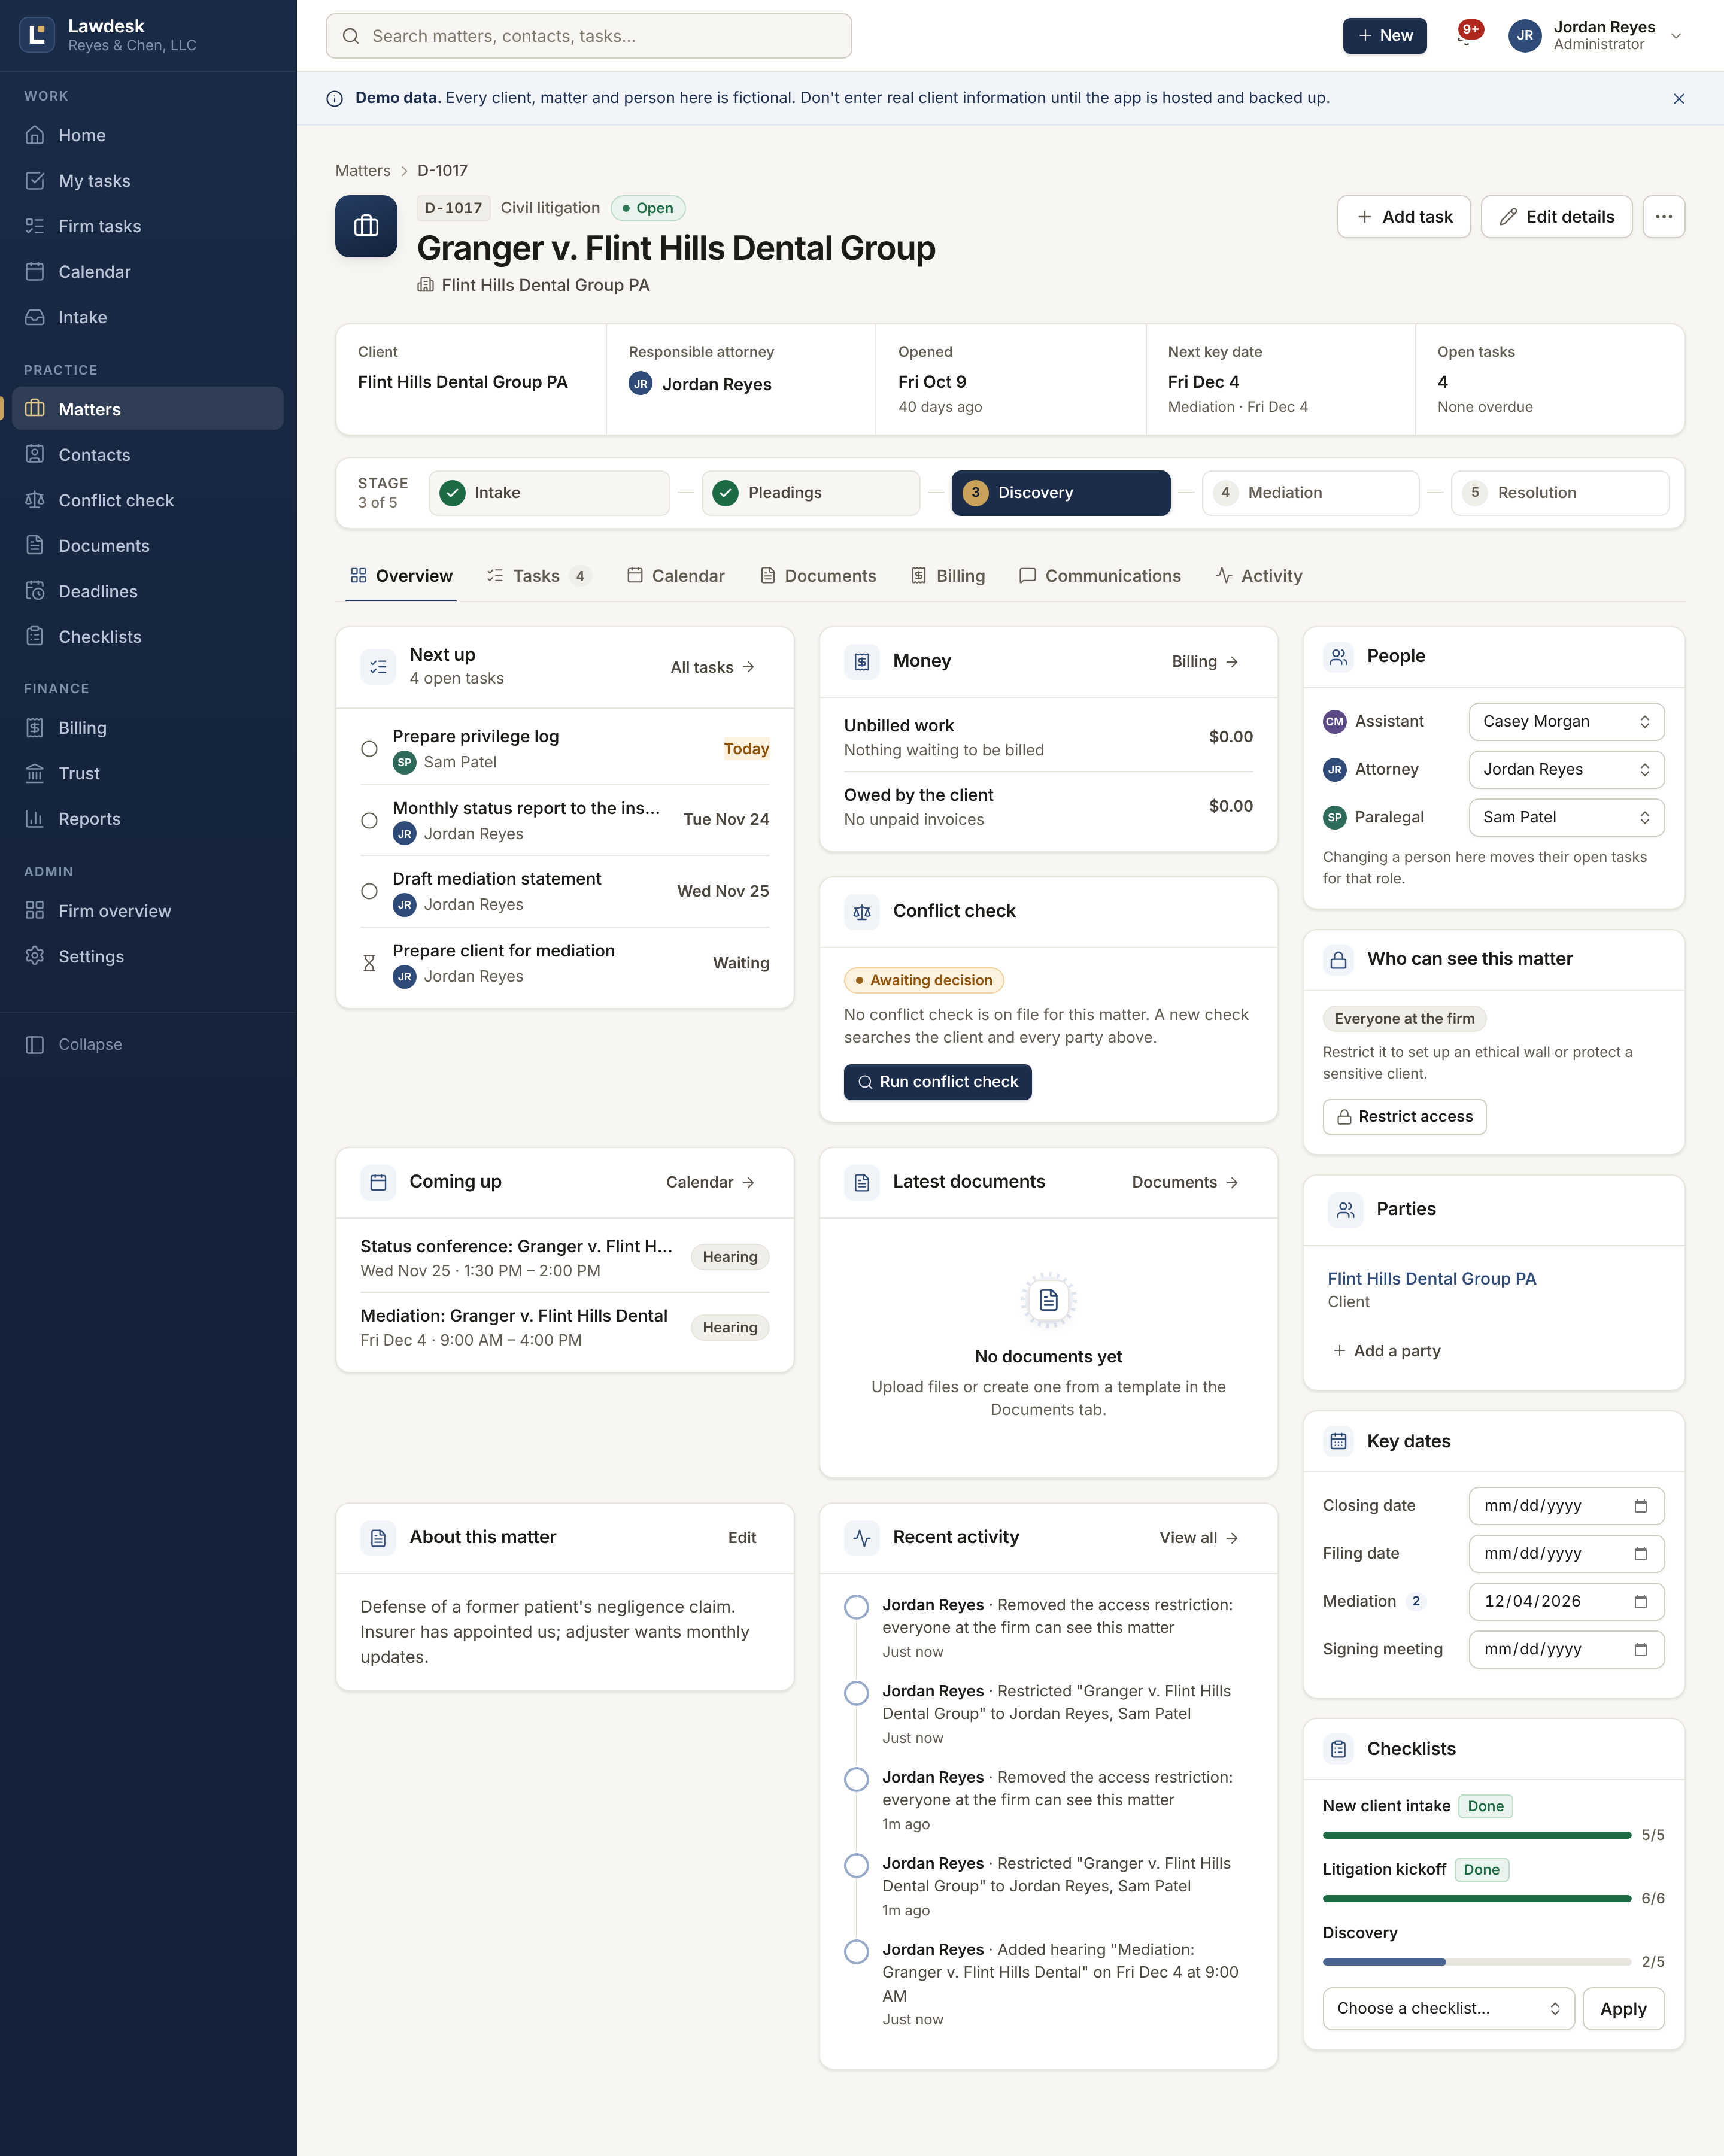 Lawdesk
Reyes & Chen, LLC
Search matters, contacts, tasks...
New
9+
JR
Jordan Reyes
Administrator
WORK
Home
My tasks
Firm tasks
Calendar
Intake
PRACTICE
Matters
Contacts
Conflict check
Documents
Deadlines
Checklists
FINANCE
Billing
Trust
Reports
ADMIN
Firm overview
Settings
Collapse
Demo data. Every client, matter and person here is fictional. Don't enter real client information until the app is hosted and backed up.
Matters > D-1017
D-1017 Civil litigation Open
Granger v. Flint Hills Dental Group
Flint Hills Dental Group PA
Add task
Edit details
Client
Flint Hills Dental Group PA
Responsible attorney
JR Jordan Reyes
Opened
Fri Oct 9
40 days ago
Next key date
Fri Dec 4
Mediation · Fri Dec 4
Open tasks
4
None overdue
STAGE
3 of 5
Intake
Pleadings
3 Discovery
4 Mediation
5 Resolution
Overview
Tasks 4
Calendar
Documents
Billing
Communications
Activity
Next up
4 open tasks
All tasks
Prepare privilege log
SP Sam Patel
Today
Monthly status report to the ins...
JR Jordan Reyes
Tue Nov 24
Draft mediation statement
JR Jordan Reyes
Wed Nov 25
Prepare client for mediation
JR Jordan Reyes
Waiting
Money
Billing
Unbilled work
Nothing waiting to be billed
$0.00
Owed by the client
No unpaid invoices
$0.00
Conflict check
Awaiting decision
No conflict check is on file for this matter. A new check
searches the client and every party above.
Run conflict check
People
CM Assistant
Casey Morgan
JR Attorney
Jordan Reyes
SP Paralegal
Sam Patel
Changing a person here moves their open tasks
for that role.
Who can see this matter
Everyone at the firm
Restrict it to set up an ethical wall or protect a
sensitive client.
Restrict access
Coming up
Calendar
Status conference: Granger v. Flint H...
Wed Nov 25 · 1:30 PM – 2:00 PM
Hearing
Mediation: Granger v. Flint Hills Dental
Fri Dec 4 · 9:00 AM – 4:00 PM
Hearing
Latest documents
Documents
No documents yet
Upload files or create one from a template in the
Documents tab.
Parties
Flint Hills Dental Group PA
Client
Add a party
Key dates
Closing date
mm/dd/yyyy
Filing date
mm/dd/yyyy
Mediation 2
12/04/2026
Signing meeting
mm/dd/yyyy
About this matter
Edit
Defense of a former patient's negligence claim.
Insurer has appointed us; adjuster wants monthly
updates.
Recent activity
View all
Jordan Reyes · Removed the access restriction:
everyone at the firm can see this matter
Just now
Jordan Reyes · Restricted "Granger v. Flint Hills
Dental Group" to Jordan Reyes, Sam Patel
Just now
Jordan Reyes · Removed the access restriction:
everyone at the firm can see this matter
1m ago
Jordan Reyes · Restricted "Granger v. Flint Hills
Dental Group" to Jordan Reyes, Sam Patel
1m ago
Jordan Reyes · Added hearing "Mediation:
Granger v. Flint Hills Dental" on Fri Dec 4 at 9:00
AM
Just now
Checklists
New client intake Done
5/5
Litigation kickoff Done
6/6
Discovery
2/5
Choose a checklist...
Apply